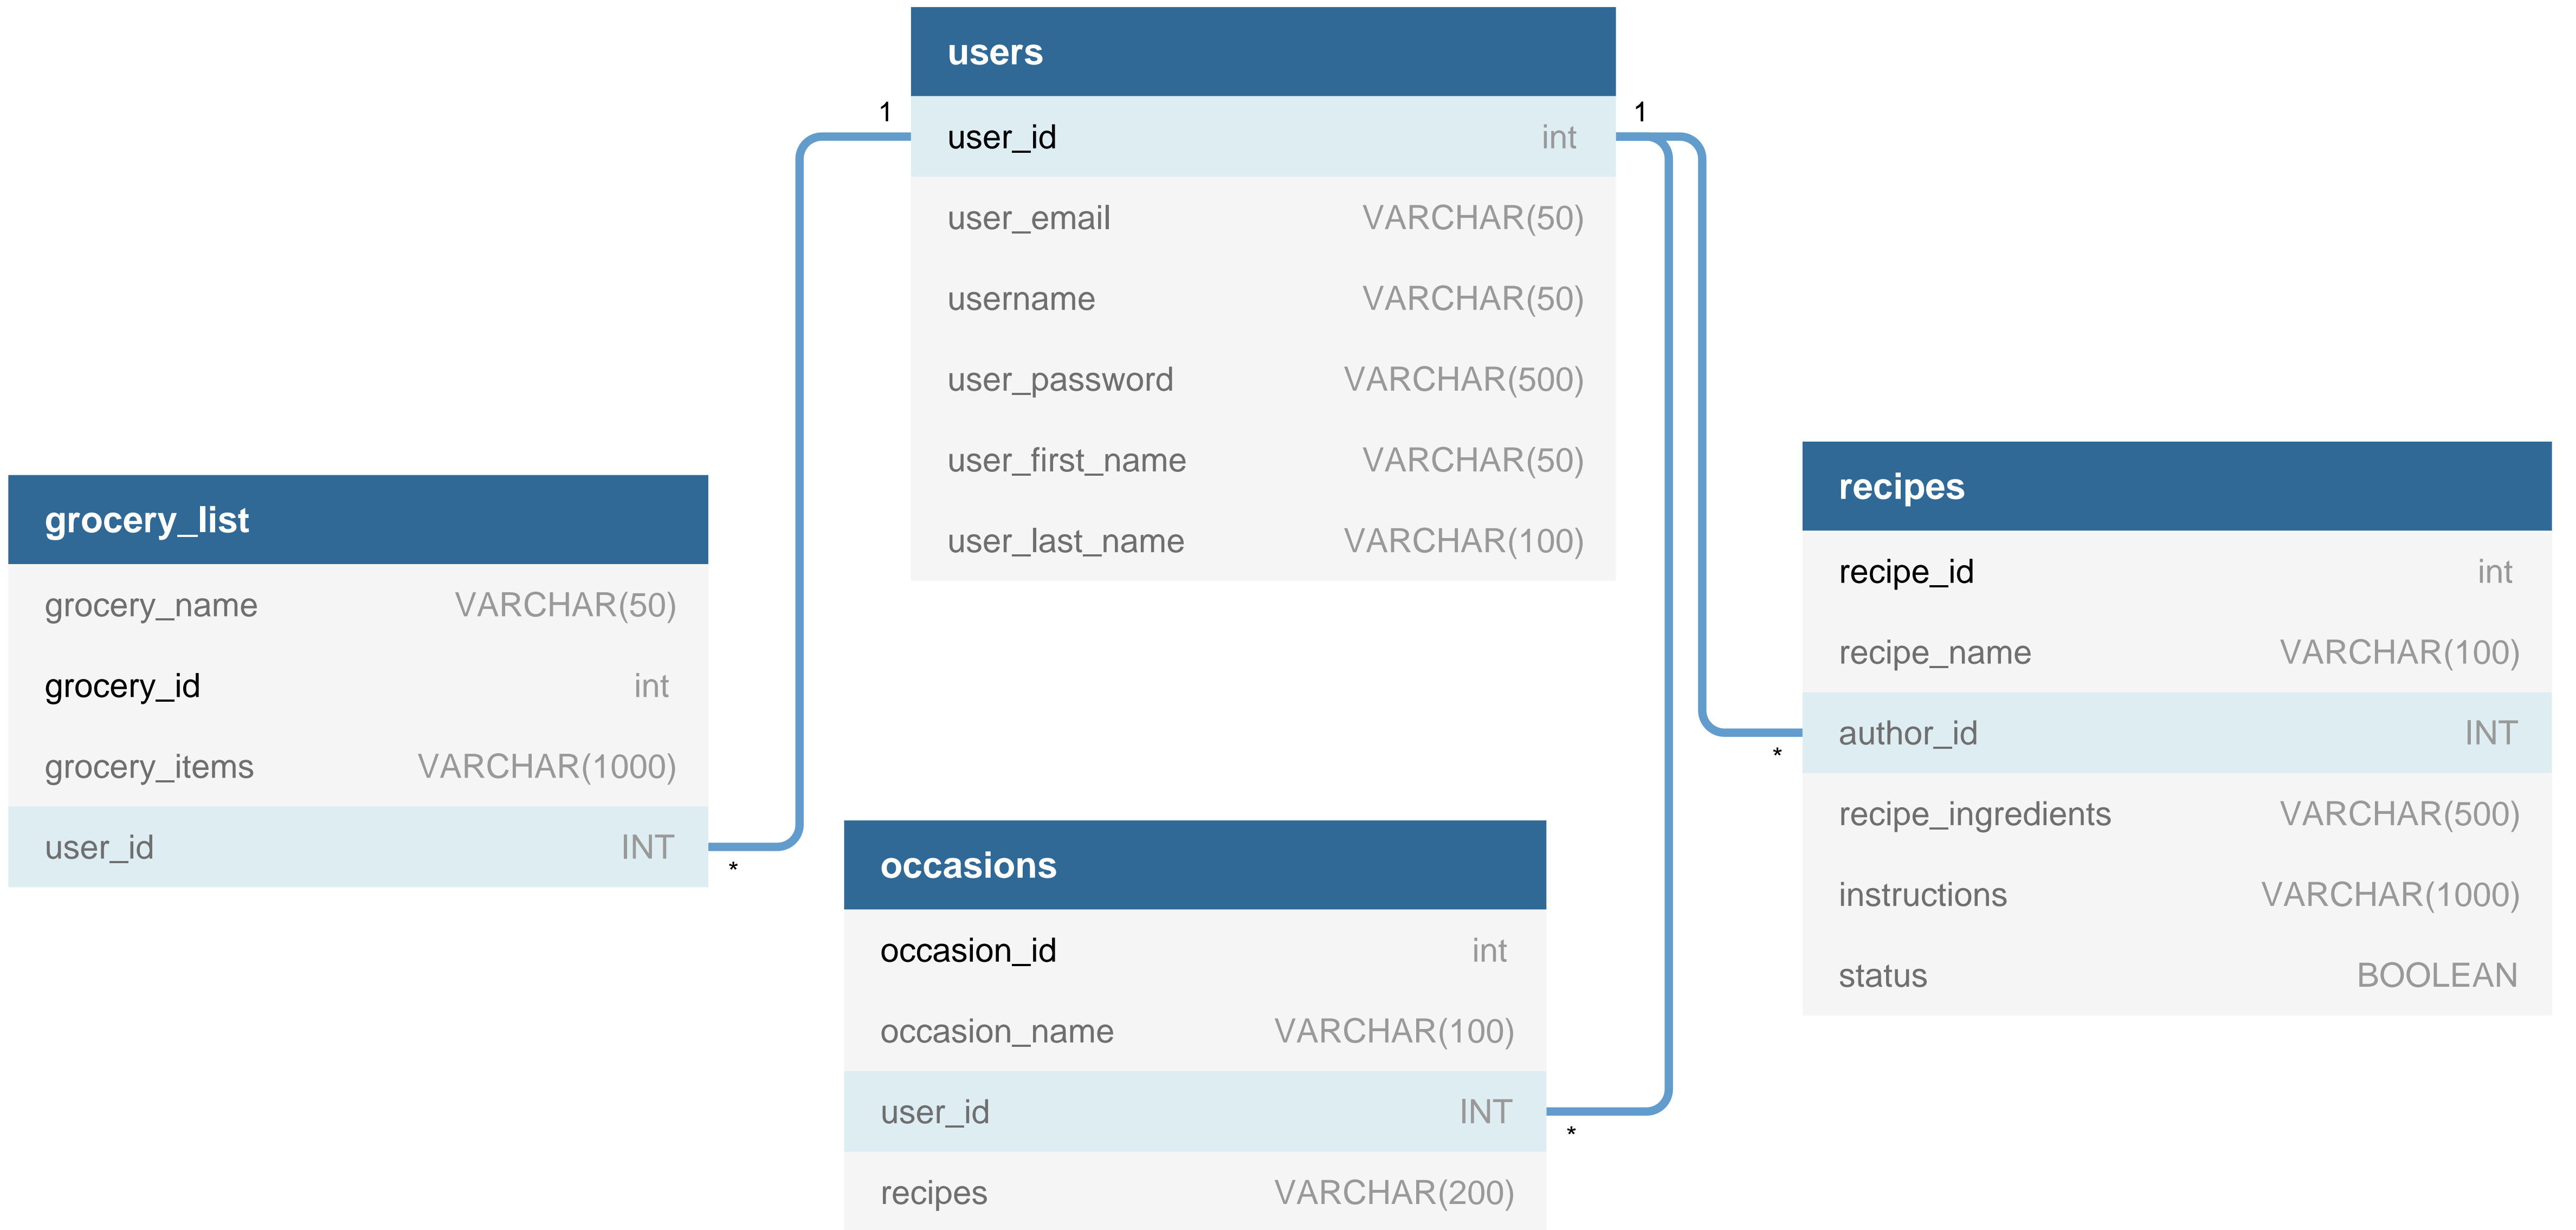 users
1
1
user_id int
user_email VARCHAR(50)
username VARCHAR(50)
user_password VARCHAR(500)
user_first_name VARCHAR(50)
user_last_name VARCHAR(100)
grocery_list
grocery_name VARCHAR(50)
grocery_id int
grocery_items VARCHAR(1000)
user_id INT
*
recipes
recipe_id int
recipe_name VARCHAR(100)
author_id INT
*
recipe_ingredients VARCHAR(500)
instructions VARCHAR(1000)
status BOOLEAN
occasions
occasion_id int
occasion_name VARCHAR(100)
user_id INT
*
recipes VARCHAR(200)